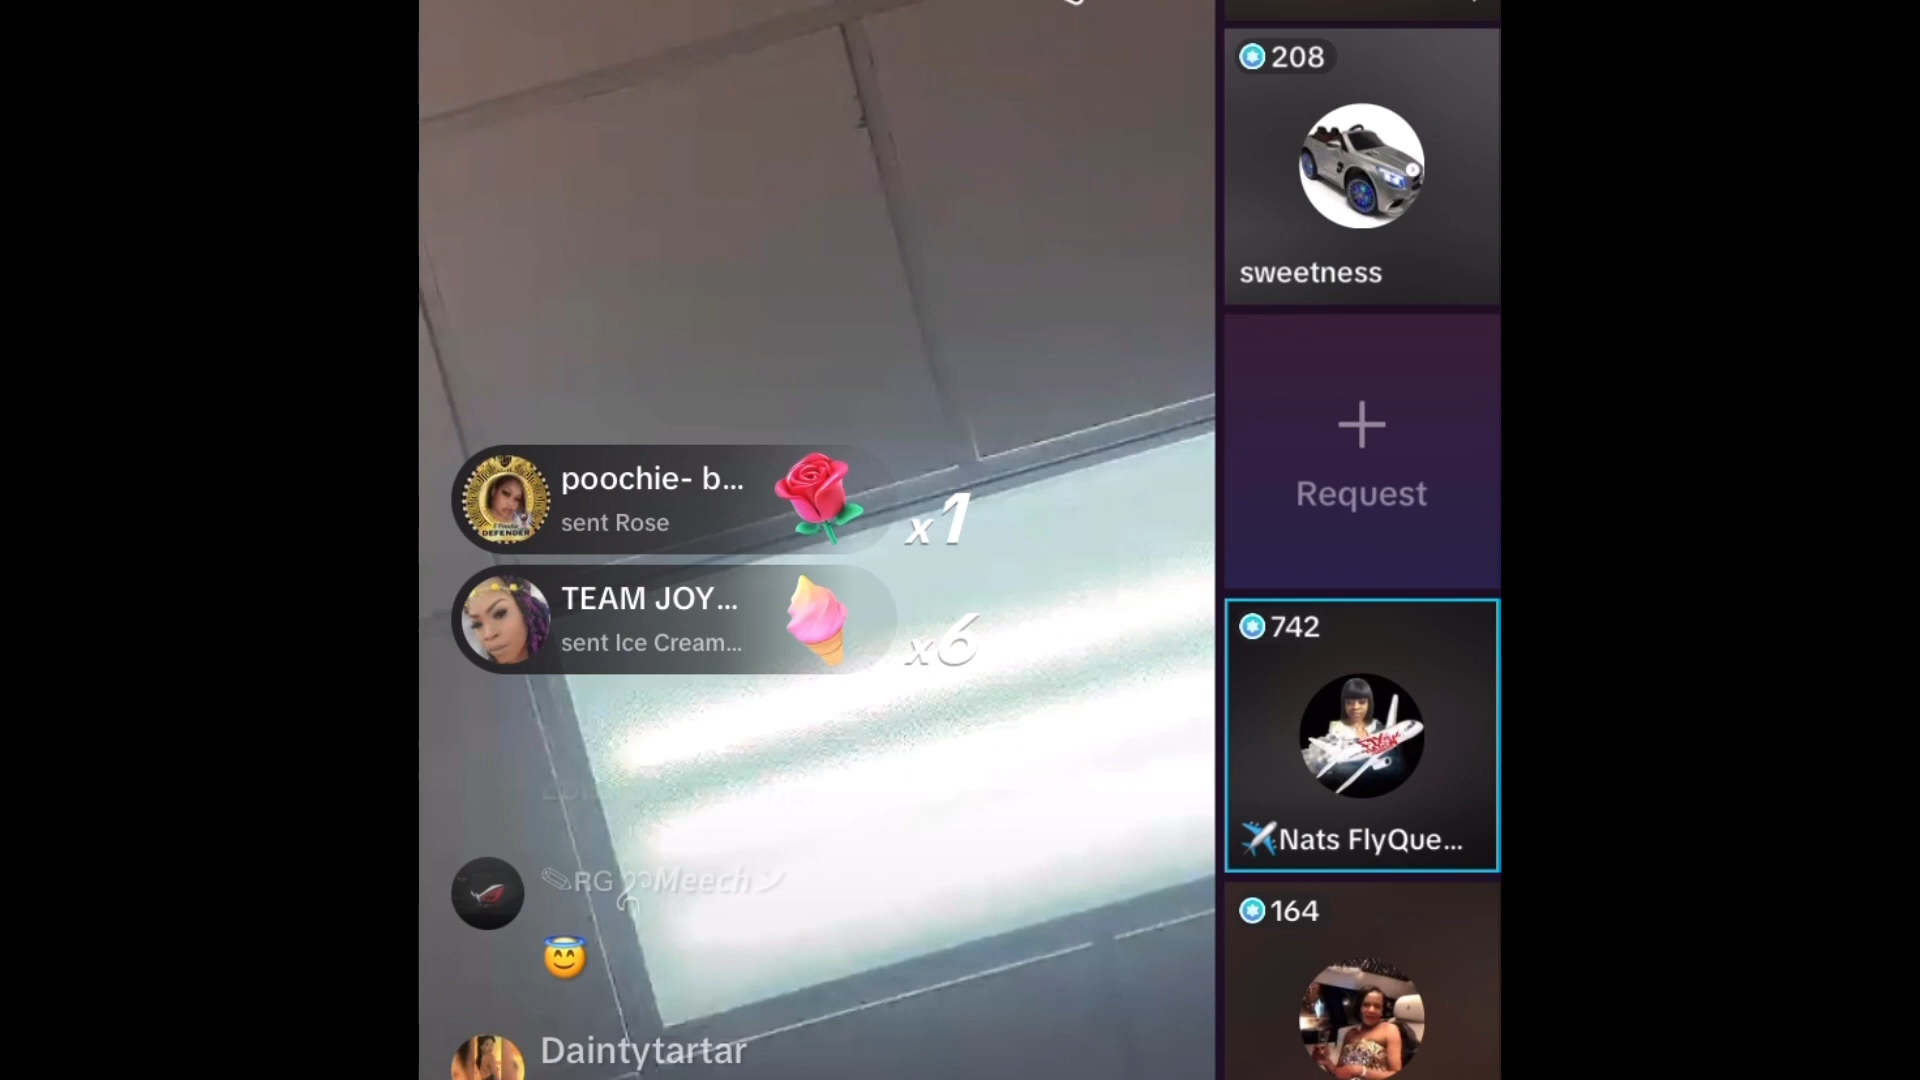 208
sweetness
Request
poochie- b...
sent Rose
x1
TEAM JOY...
sent Ice Cream...
x6
742
✈️Nats FlyQue...
RG Meech
😇
164
Daintytartar
DEFENDER